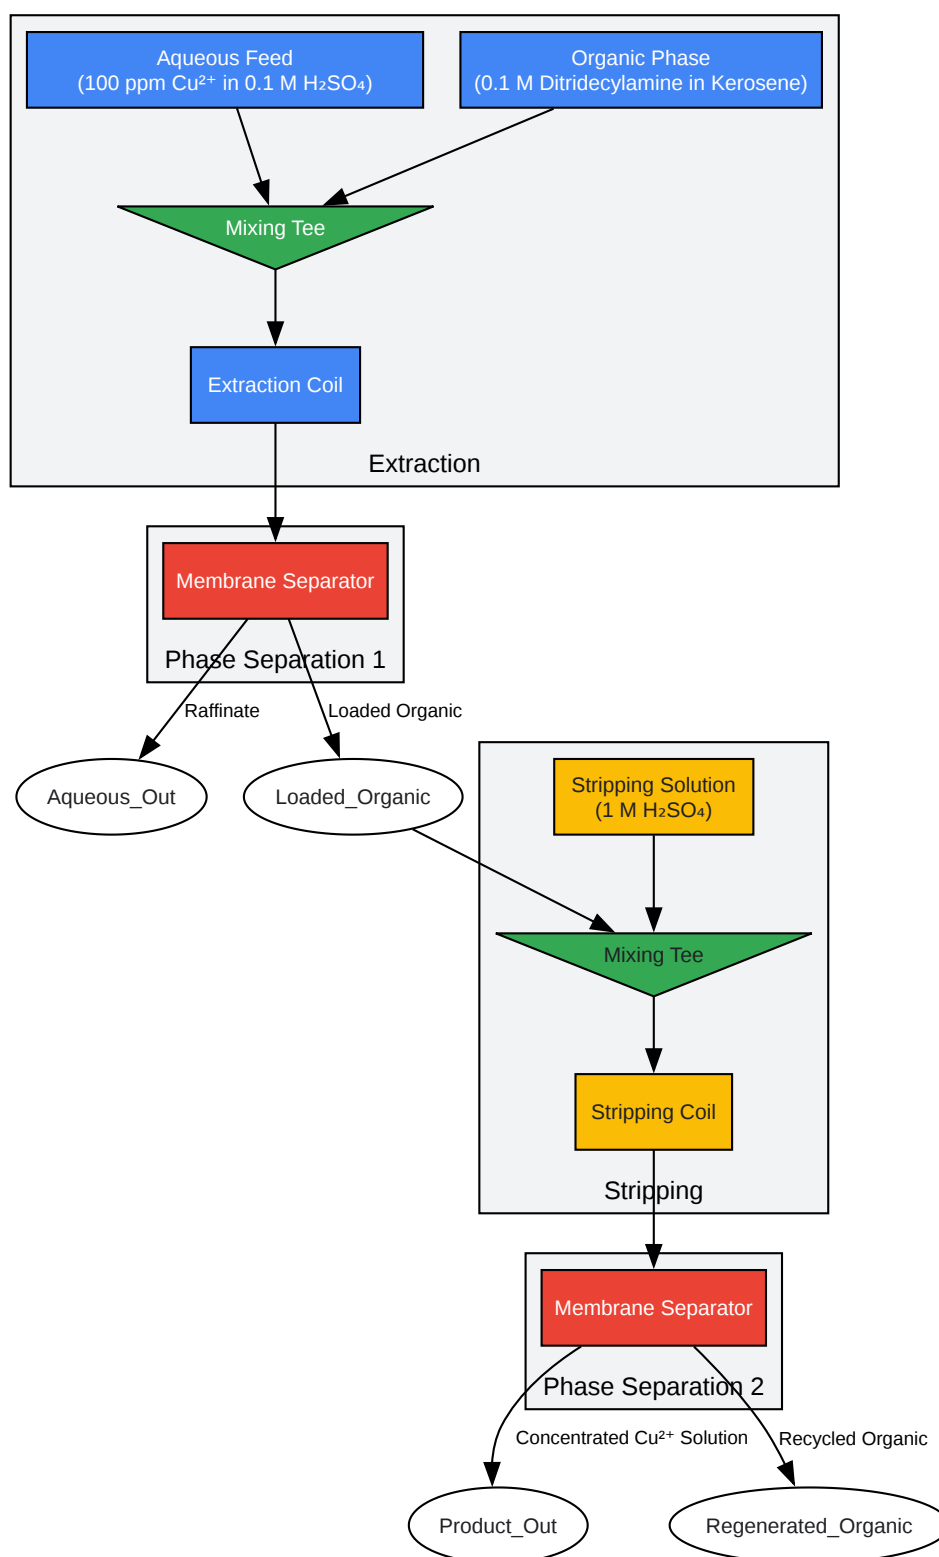 Aqueous Feed
(100 ppm Cu²⁺ in 0.1 M H₂SO₄)
Organic Phase
(0.1 M Ditridecylamine in Kerosene)
Mixing Tee
Extraction Coil
Extraction
Membrane Separator
Phase Separation 1
Raffinate
Loaded Organic
Aqueous_Out
Loaded_Organic
Stripping Solution
(1 M H₂SO₄)
Mixing Tee
Stripping Coil
Stripping
Membrane Separator
Phase Separation 2
Concentrated Cu²⁺ Solution
Recycled Organic
Product_Out
Regenerated_Organic